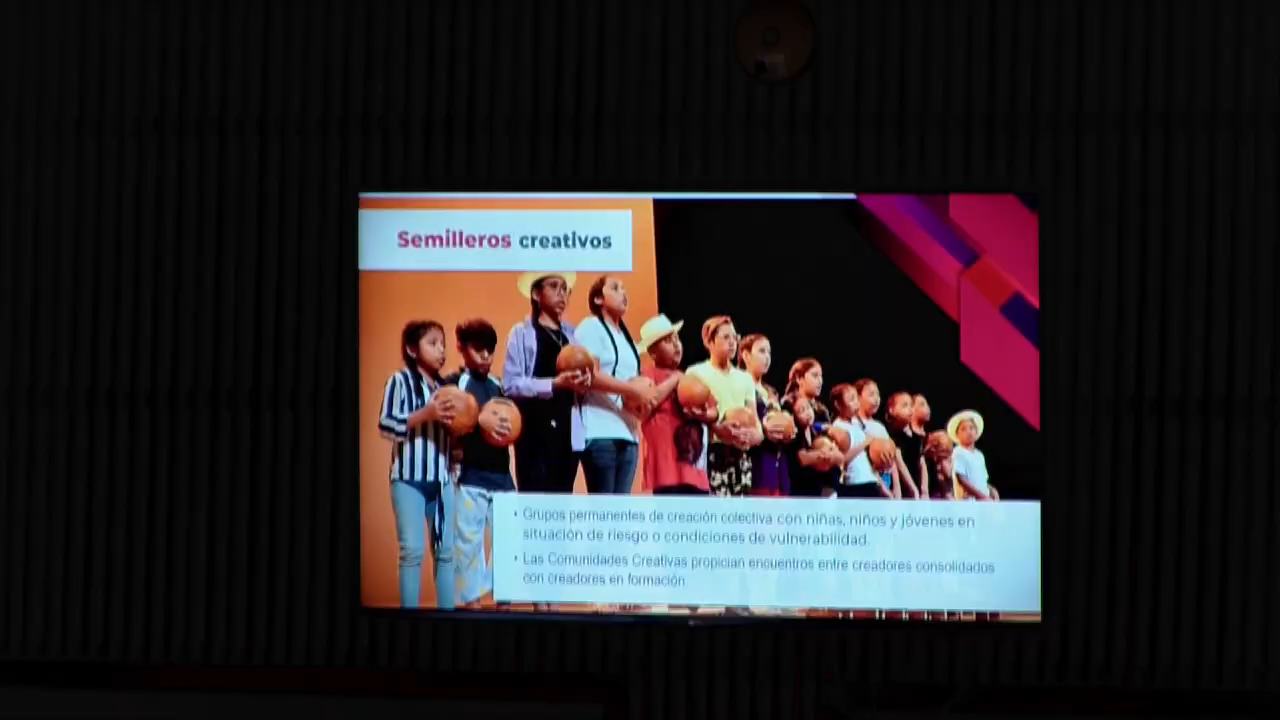 Semilleros creativos
• Grupos permanentes de creación colectiva con niñas, niños y jóvenes en
situación de riesgo o condiciones de vulnerabilidad.
• Las Comunidades Creativas propician encuentros entre creadores consolidados
con creadores en formación.